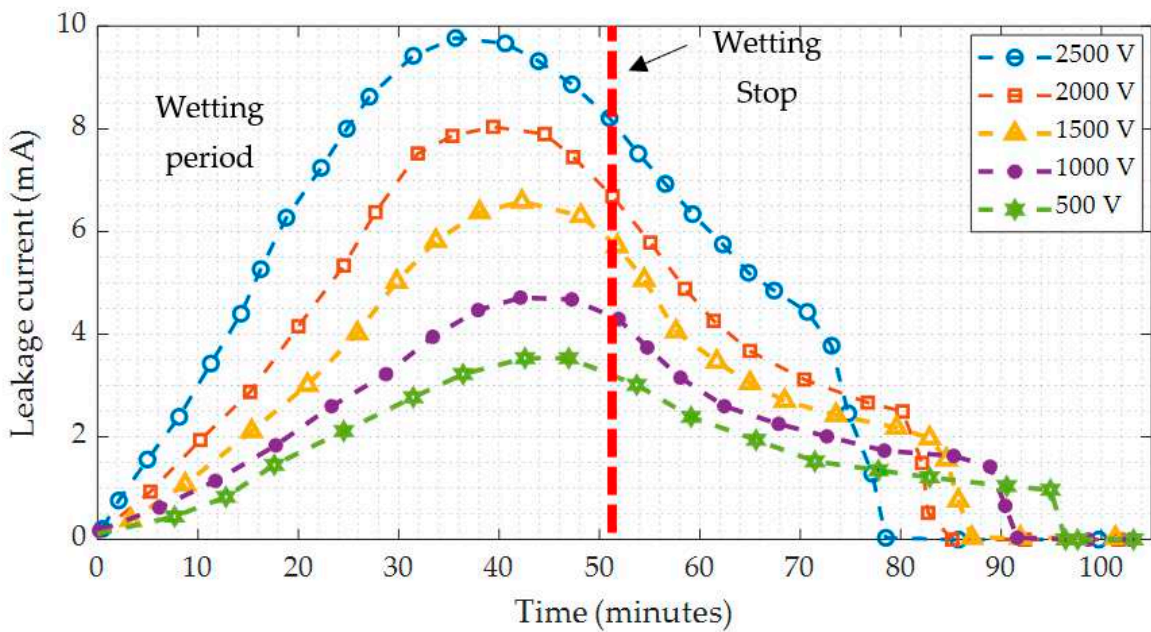 10
8
6
4
2
0
Leakage current (mA)
Wetting
period
Wetting
Stop
2500 V
2000 V
1500 V
1000 V
500 V
0 10 20 30 40 50 60 70 80 90 100
Time (minutes)